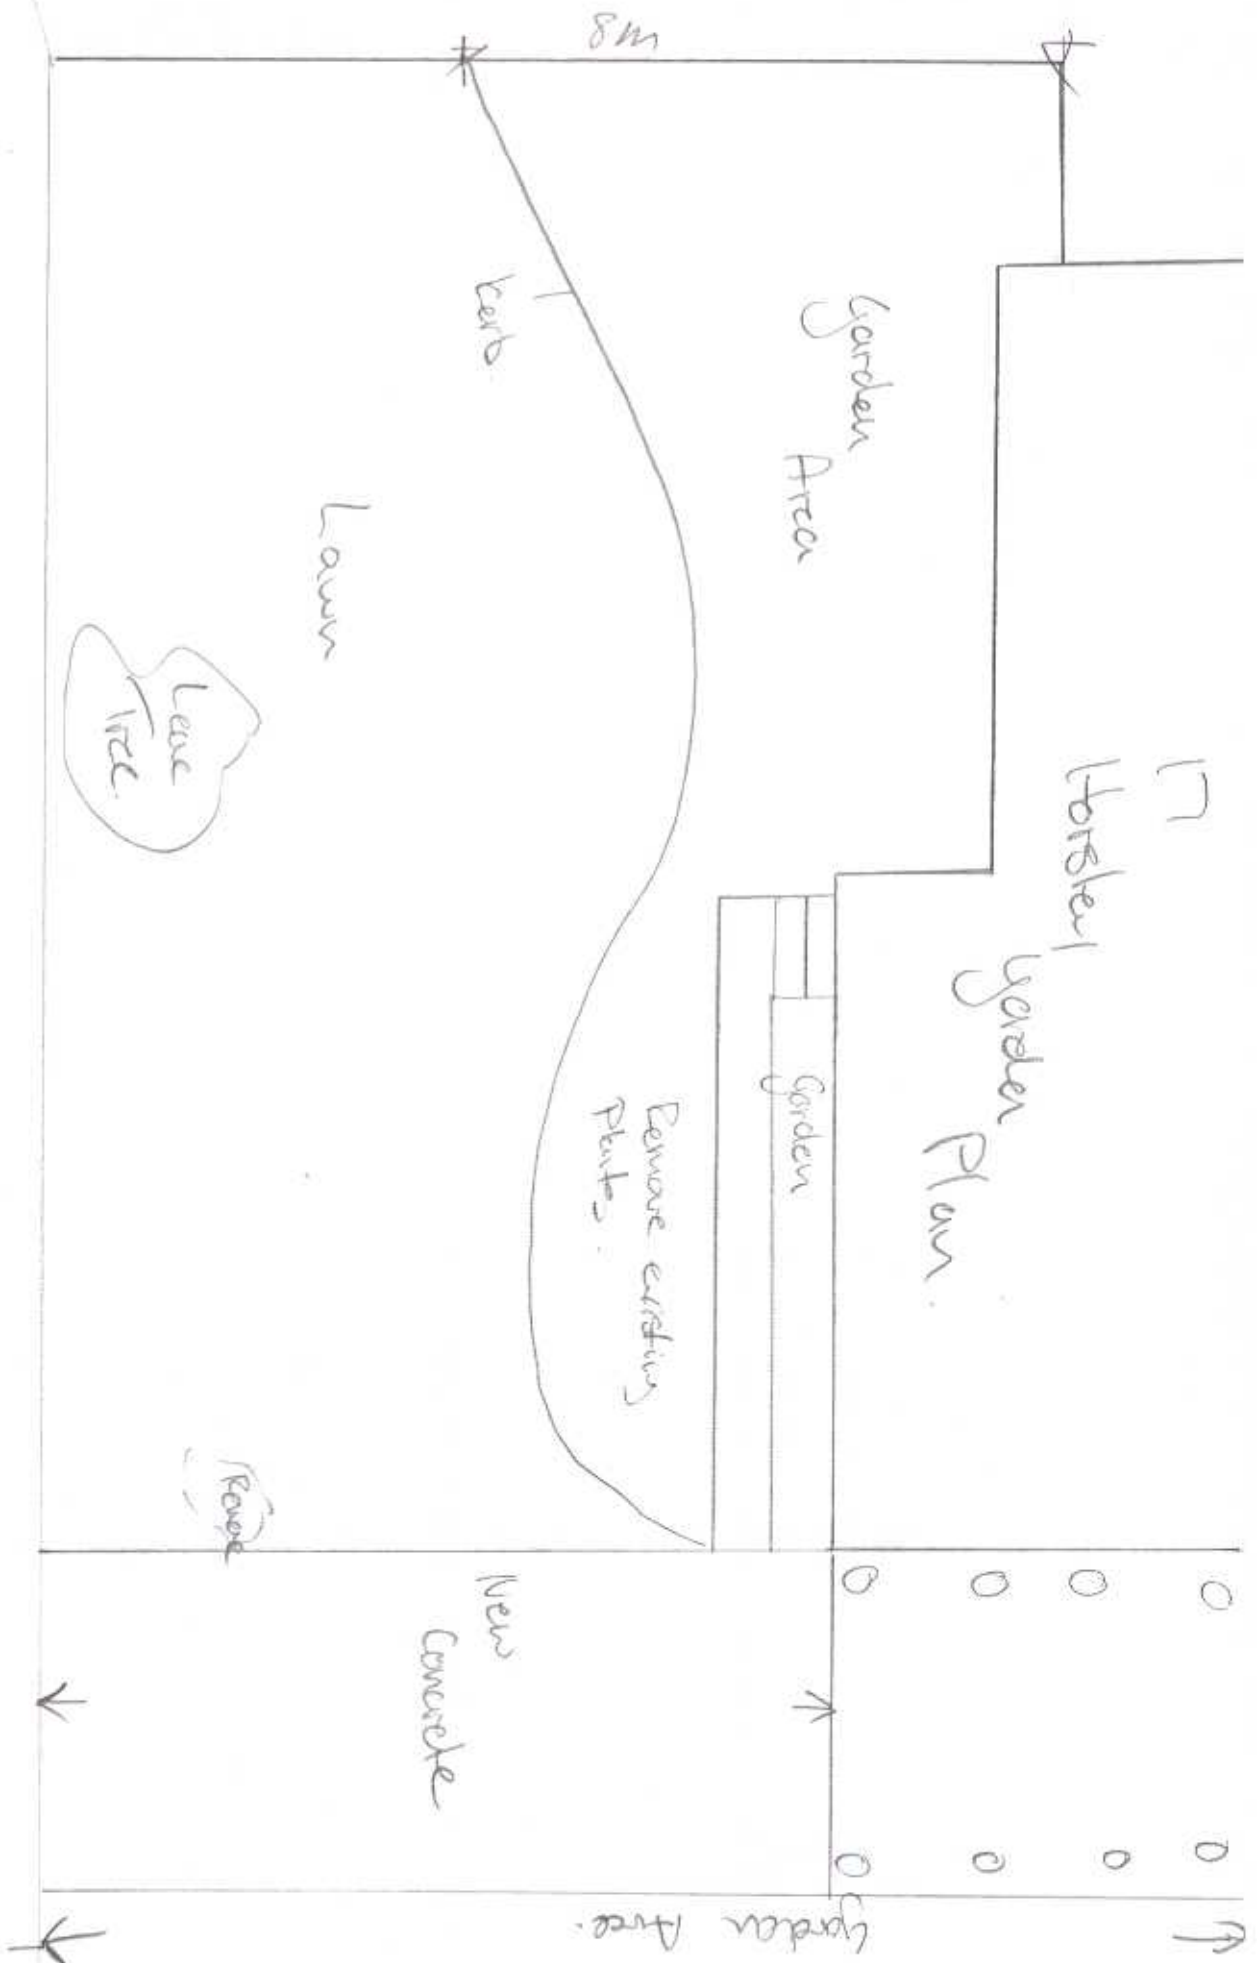 17
Horsley
Garden
Plan.
Garden
Area
8m
Garden
Remove existing
Plants.
Kerb.
Lawn
Leave
Tree.
Remove
New
Concrete
Garden Area.